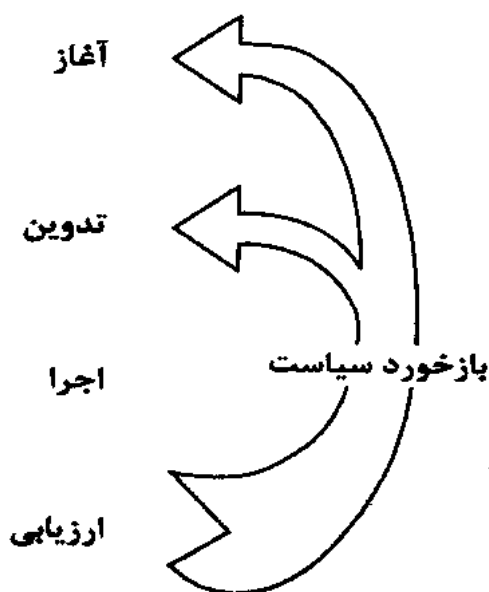 آغاز
تدوین
بازخورد سیاست
اجرا
ارزیابی